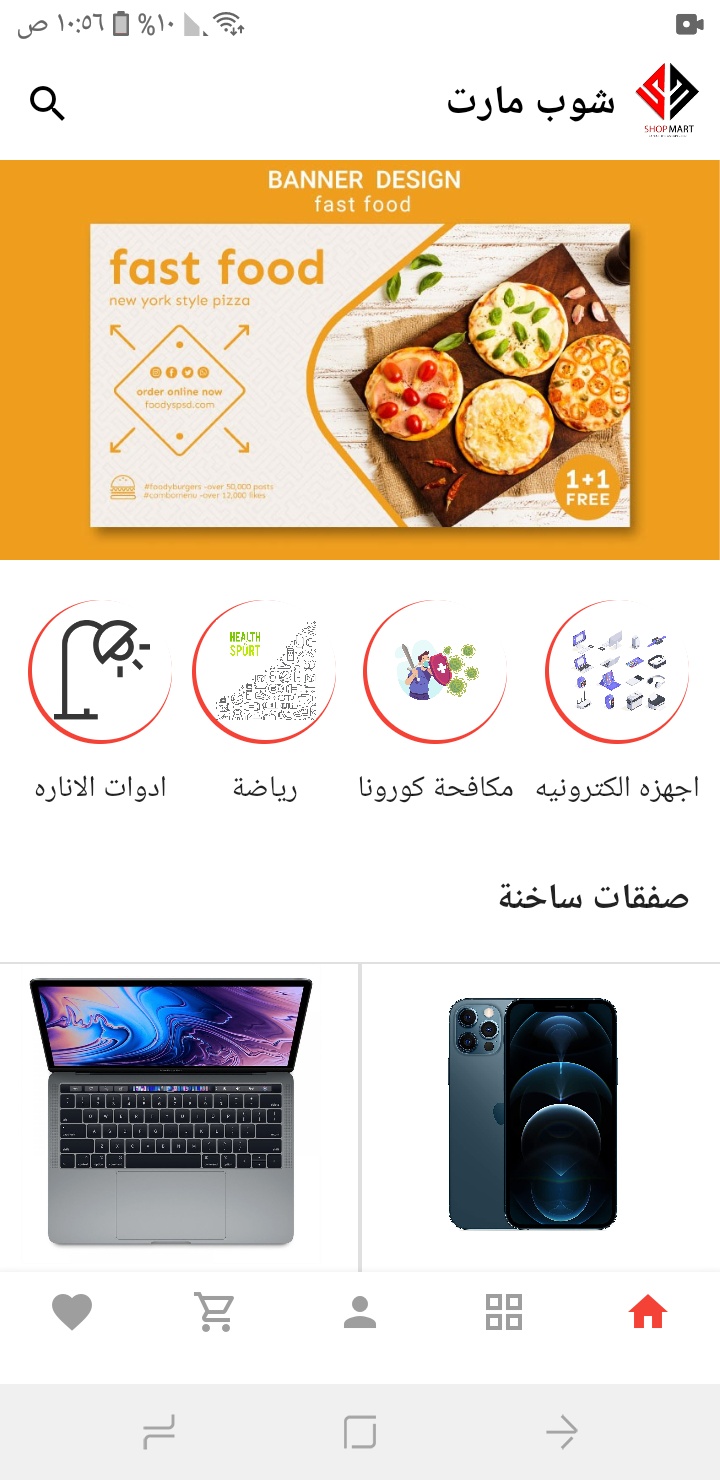 ١٠:٥٦ ص
%١٠
شوب مارت
SHOP MART
BANNER DESIGN
fast food
fast food
new york style pizza
order online now
foodyspsd.com
#foodyburgers -over 50,000 posts
#combomenu -over 12,000 likes
1+1
FREE
HEALTH
SPORT
اجهزه الكترونيه
مكافحة كورونا
رياضة
ادوات الاناره
صفقات ساخنة